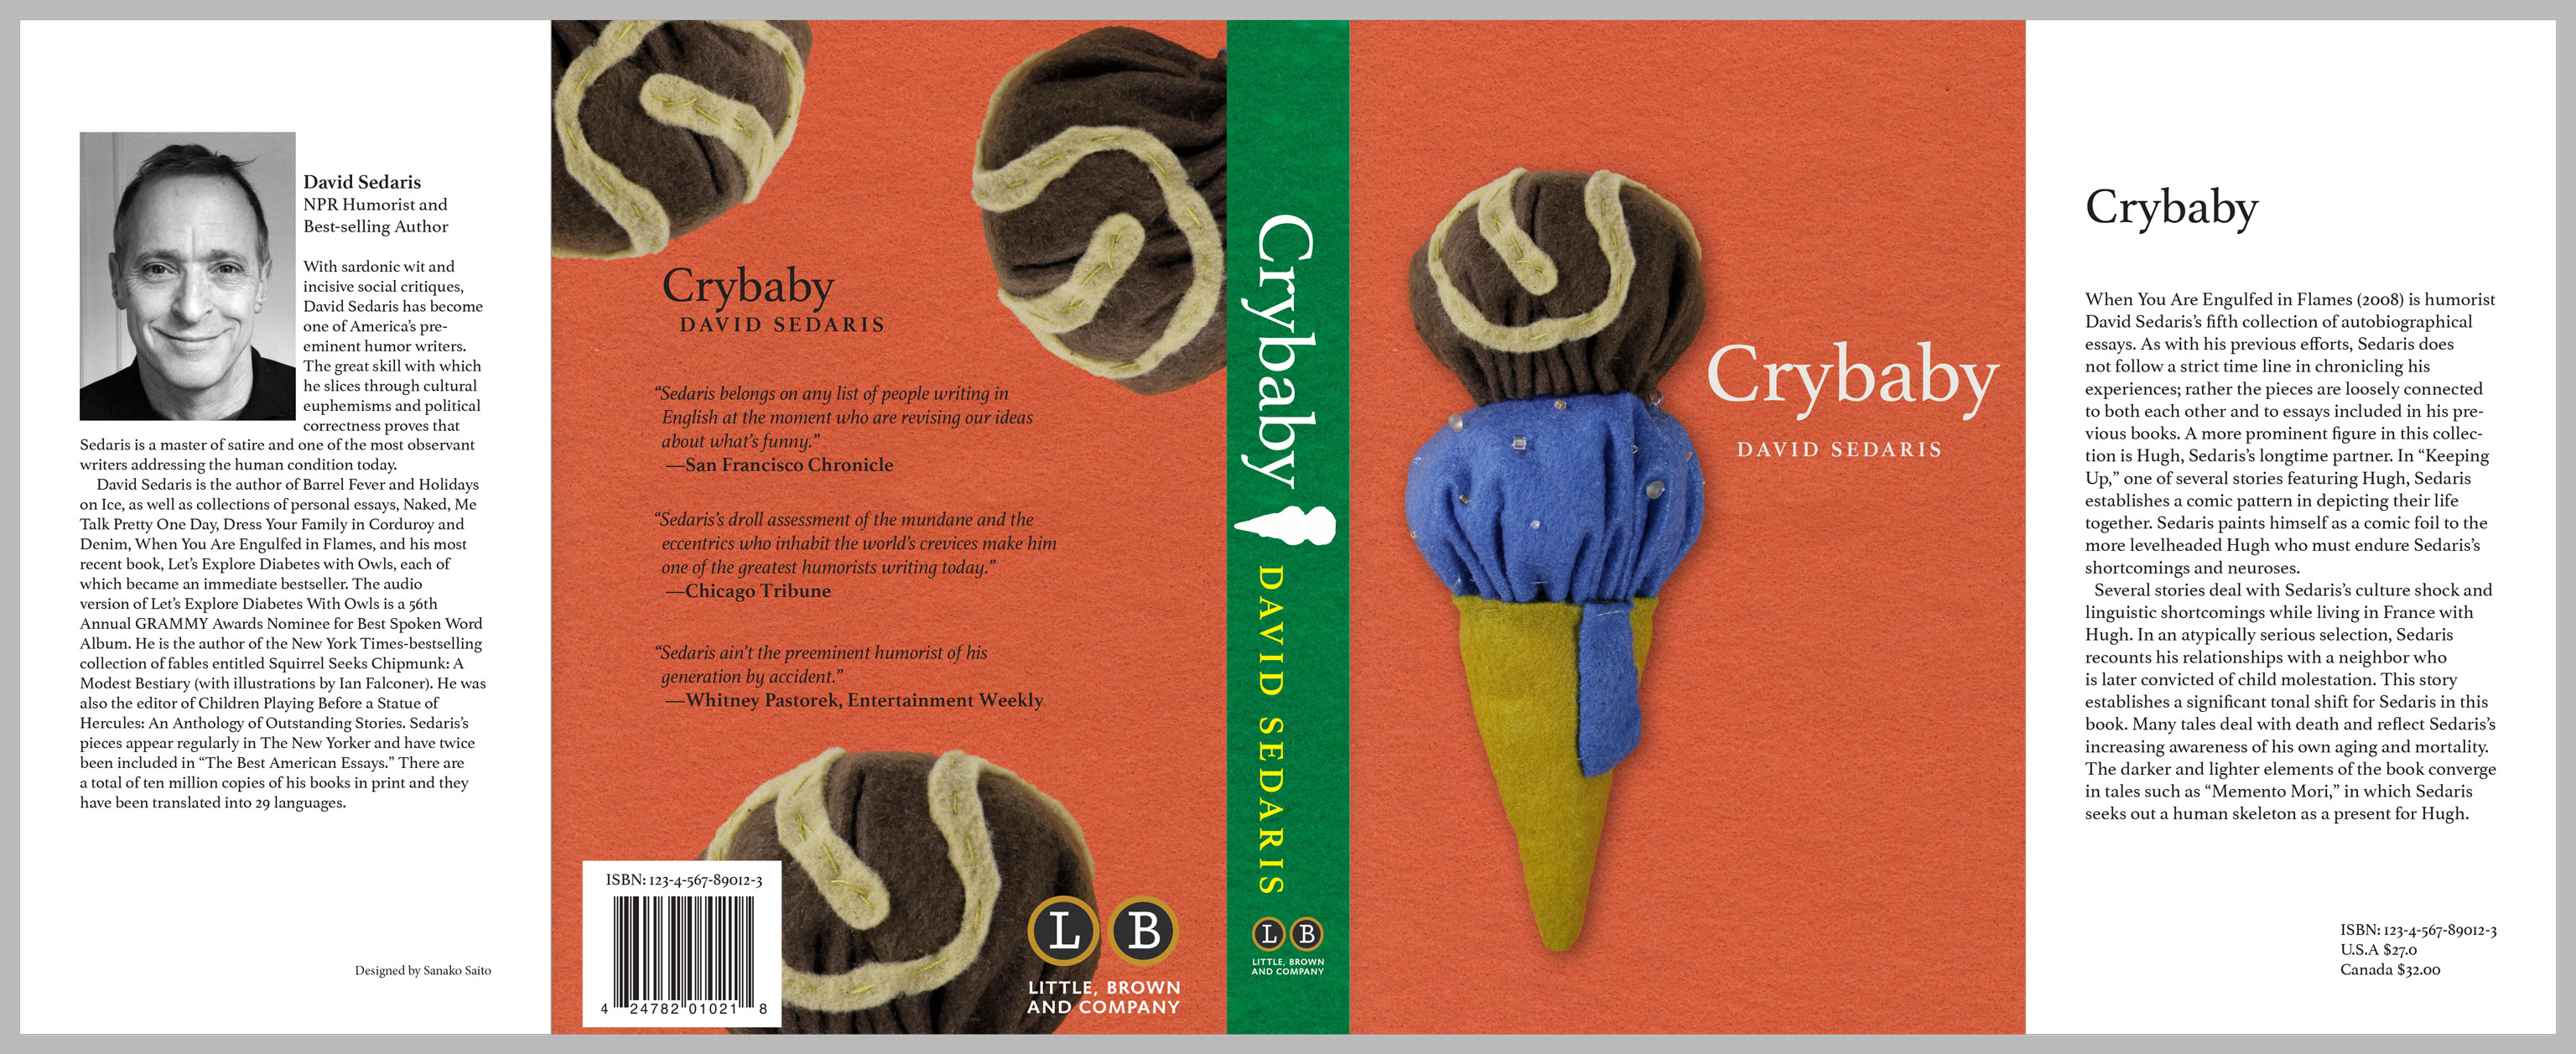 David Sedaris
NPR Humorist and
Best-selling Author
With sardonic wit and
incisive social critiques,
David Sedaris has become
one of America's pre-
eminent humor writers.
The great skill with which
he slices through cultural
euphemisms and political
correctness proves that
Sedaris is a master of satire and one of the most observant
writers addressing the human condition today.
David Sedaris is the author of Barrel Fever and Holidays
on Ice, as well as collections of personal essays, Naked, Me
Talk Pretty One Day, Dress Your Family in Corduroy and
Denim, When You Are Engulfed in Flames, and his most
recent book, Let's Explore Diabetes with Owls, each of
which became an immediate bestseller. The audio
version of Let's Explore Diabetes With Owls is a 56th
Annual GRAMMY Awards Nominee for Best Spoken Word
Album. He is the author of the New York Times-bestselling
collection of fables entitled Squirrel Seeks Chipmunk: A
Modest Bestiary (with illustrations by Ian Falconer). He was
also the editor of Children Playing Before a Statue of
Hercules: An Anthology of Outstanding Stories. Sedaris's
pieces appear regularly in The New Yorker and have twice
been included in “The Best American Essays.” There are
a total of ten million copies of his books in print and they
have been translated into 29 languages.
Designed by Sanako Saito
Crybaby
DAVID SEDARIS
“Sedaris belongs on any list of people writing in
English at the moment who are revising our ideas
about what's funny.”
—San Francisco Chronicle
“Sedaris's droll assessment of the mundane and the
eccentrics who inhabit the world's crevices make him
one of the greatest humorists writing today.”
—Chicago Tribune
“Sedaris ain't the preeminent humorist of his
generation by accident.”
—Whitney Pastorek, Entertainment Weekly
ISBN: 123-4-567-89012-3
4 24782 01021 8
L B
LITTLE, BROWN
AND COMPANY
Crybaby
DAVID SEDARIS
L B
LITTLE, BROWN
AND COMPANY
Crybaby
DAVID SEDARIS
Crybaby
When You Are Engulfed in Flames (2008) is humorist
David Sedaris's fifth collection of autobiographical
essays. As with his previous efforts, Sedaris does
not follow a strict time line in chronicling his
experiences; rather the pieces are loosely connected
to both each other and to essays included in his pre-
vious books. A more prominent figure in this collec-
tion is Hugh, Sedaris's longtime partner. In “Keeping
Up,” one of several stories featuring Hugh, Sedaris
establishes a comic pattern in depicting their life
together. Sedaris paints himself as a comic foil to the
more levelheaded Hugh who must endure Sedaris's
shortcomings and neuroses.
Several stories deal with Sedaris's culture shock and
linguistic shortcomings while living in France with
Hugh. In an atypically serious selection, Sedaris
recounts his relationships with a neighbor who
is later convicted of child molestation. This story
establishes a significant tonal shift for Sedaris in this
book. Many tales deal with death and reflect Sedaris's
increasing awareness of his own aging and mortality.
The darker and lighter elements of the book converge
in tales such as “Memento Mori,” in which Sedaris
seeks out a human skeleton as a present for Hugh.
ISBN: 123-4-567-89012-3
U.S.A $27.0
Canada $32.00